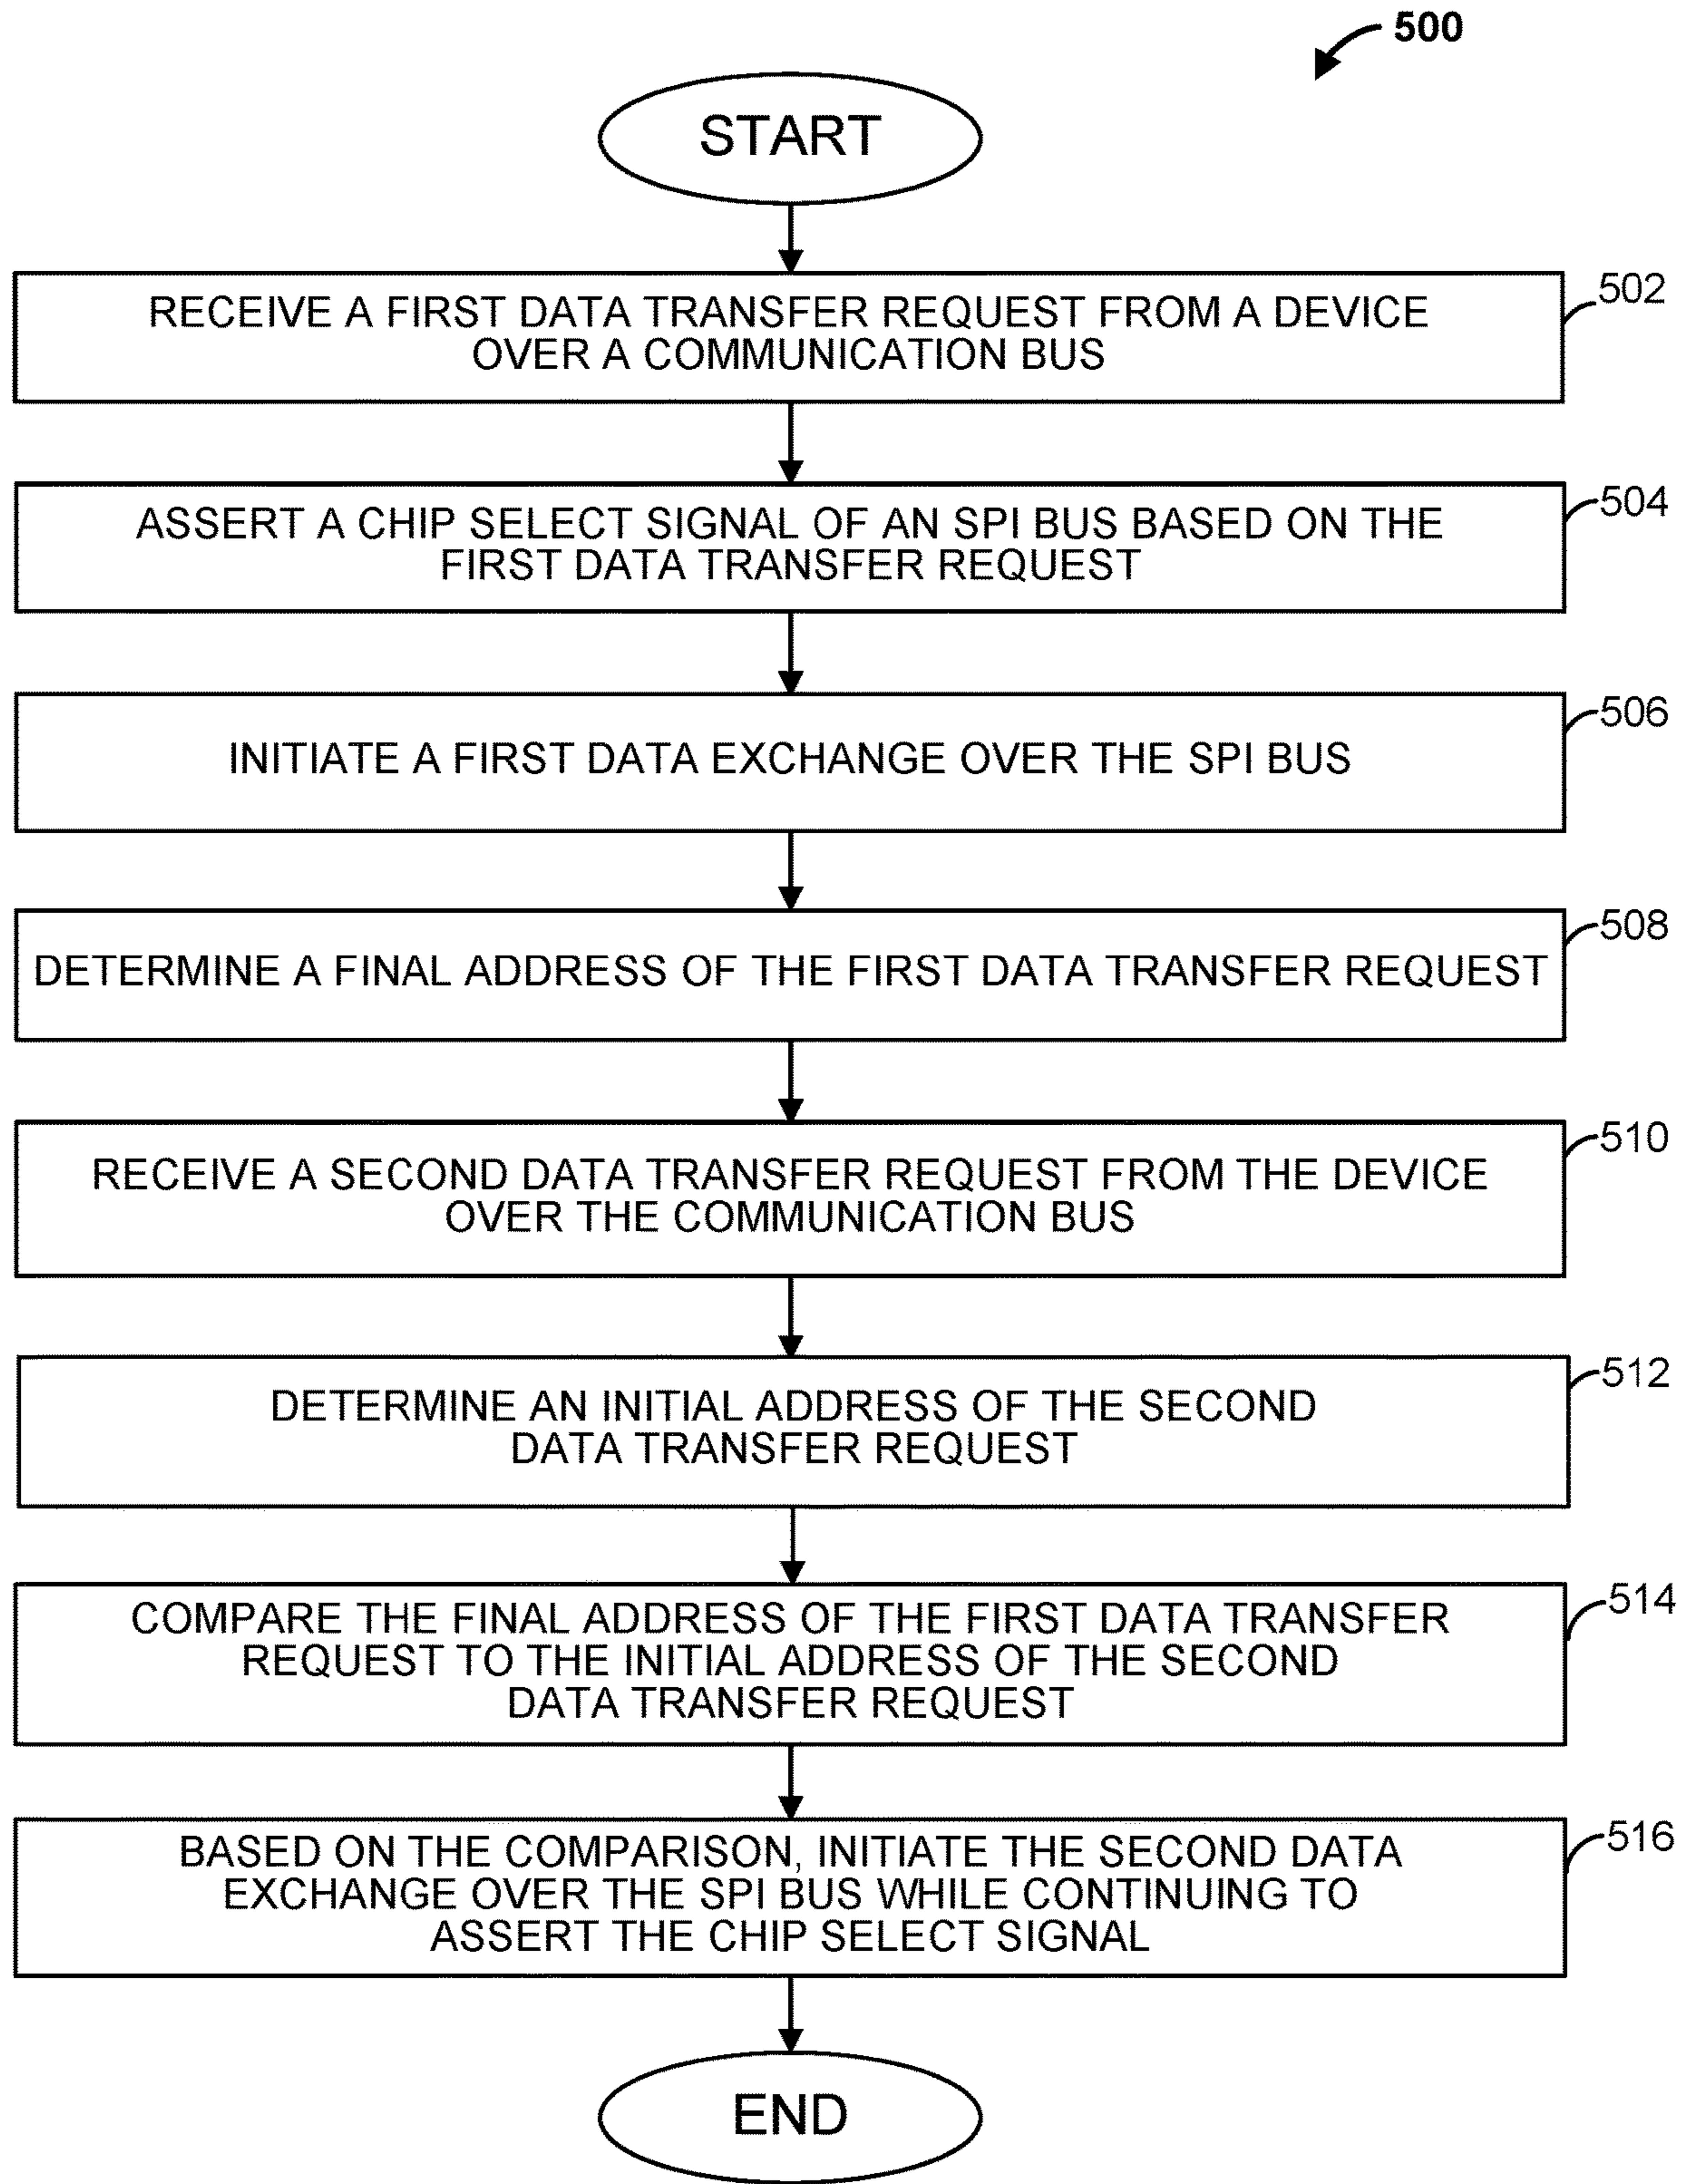 500
START
RECEIVE A FIRST DATA TRANSFER REQUEST FROM A DEVICE
OVER A COMMUNICATION BUS
502
ASSERT A CHIP SELECT SIGNAL OF AN SPI BUS BASED ON THE
FIRST DATA TRANSFER REQUEST
504
INITIATE A FIRST DATA EXCHANGE OVER THE SPI BUS
506
DETERMINE A FINAL ADDRESS OF THE FIRST DATA TRANSFER REQUEST
508
RECEIVE A SECOND DATA TRANSFER REQUEST FROM THE DEVICE
OVER THE COMMUNICATION BUS
510
DETERMINE AN INITIAL ADDRESS OF THE SECOND
DATA TRANSFER REQUEST
512
COMPARE THE FINAL ADDRESS OF THE FIRST DATA TRANSFER
REQUEST TO THE INITIAL ADDRESS OF THE SECOND
DATA TRANSFER REQUEST
514
BASED ON THE COMPARISON, INITIATE THE SECOND DATA
EXCHANGE OVER THE SPI BUS WHILE CONTINUING TO
ASSERT THE CHIP SELECT SIGNAL
516
END